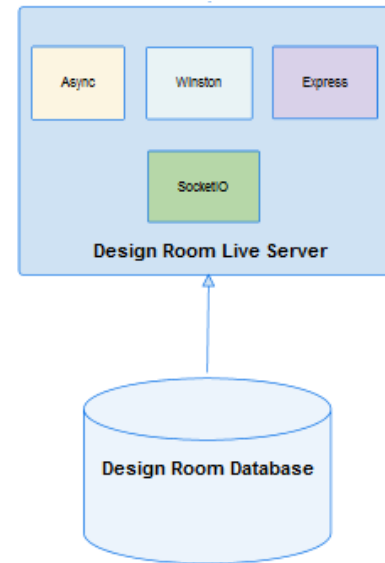 Async
Winston
Express
SocketIO
Design Room Live Server
Design Room Database